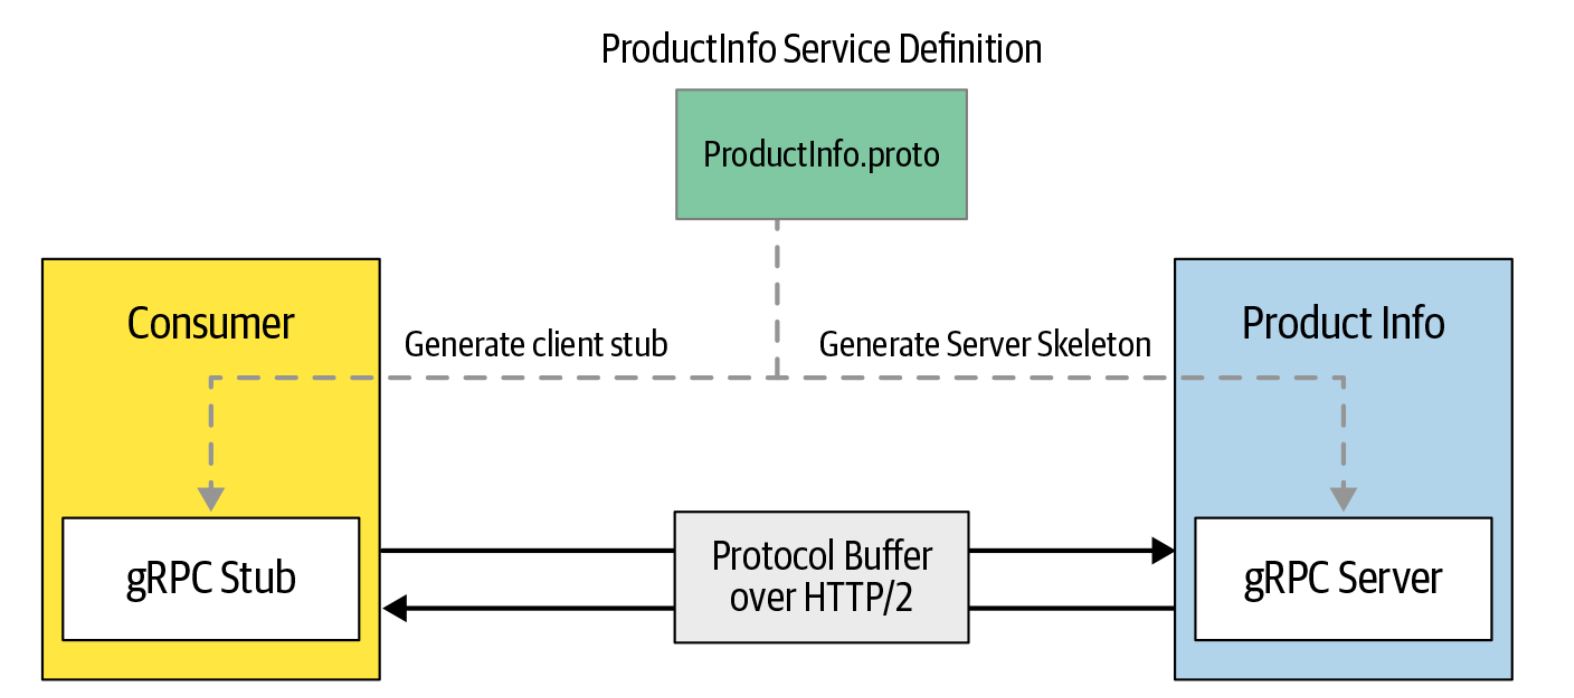 ProductInfo Service Definition
ProductInfo.proto
Consumer
Product Info
Generate client stub
Generate Server Skeleton
gRPC Stub
Protocol Buffer
over HTTP/2
gRPC Server